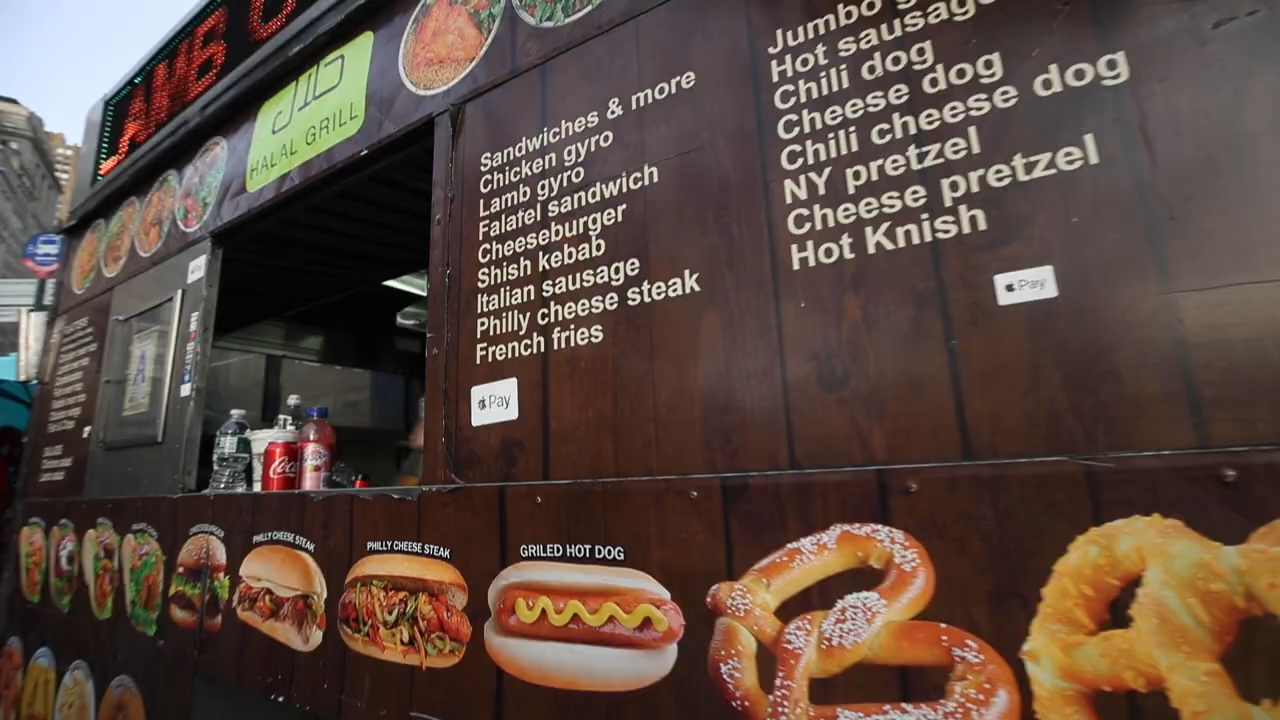 حلال
HALAL GRILL
Sandwiches & more
Chicken gyro
Lamb gyro
Falafel sandwich
Cheeseburger
Shish kebab
Italian sausage
Philly cheese steak
French fries
Pay
Jumbo
Hot sausage
Chili dog
Cheese dog
Chili cheese dog
NY pretzel
Cheese pretzel
Hot Knish
Pay
A
Coca
PHILLY CHEESE STEAK
PHILLY CHEESE STEAK
GRILED HOT DOG